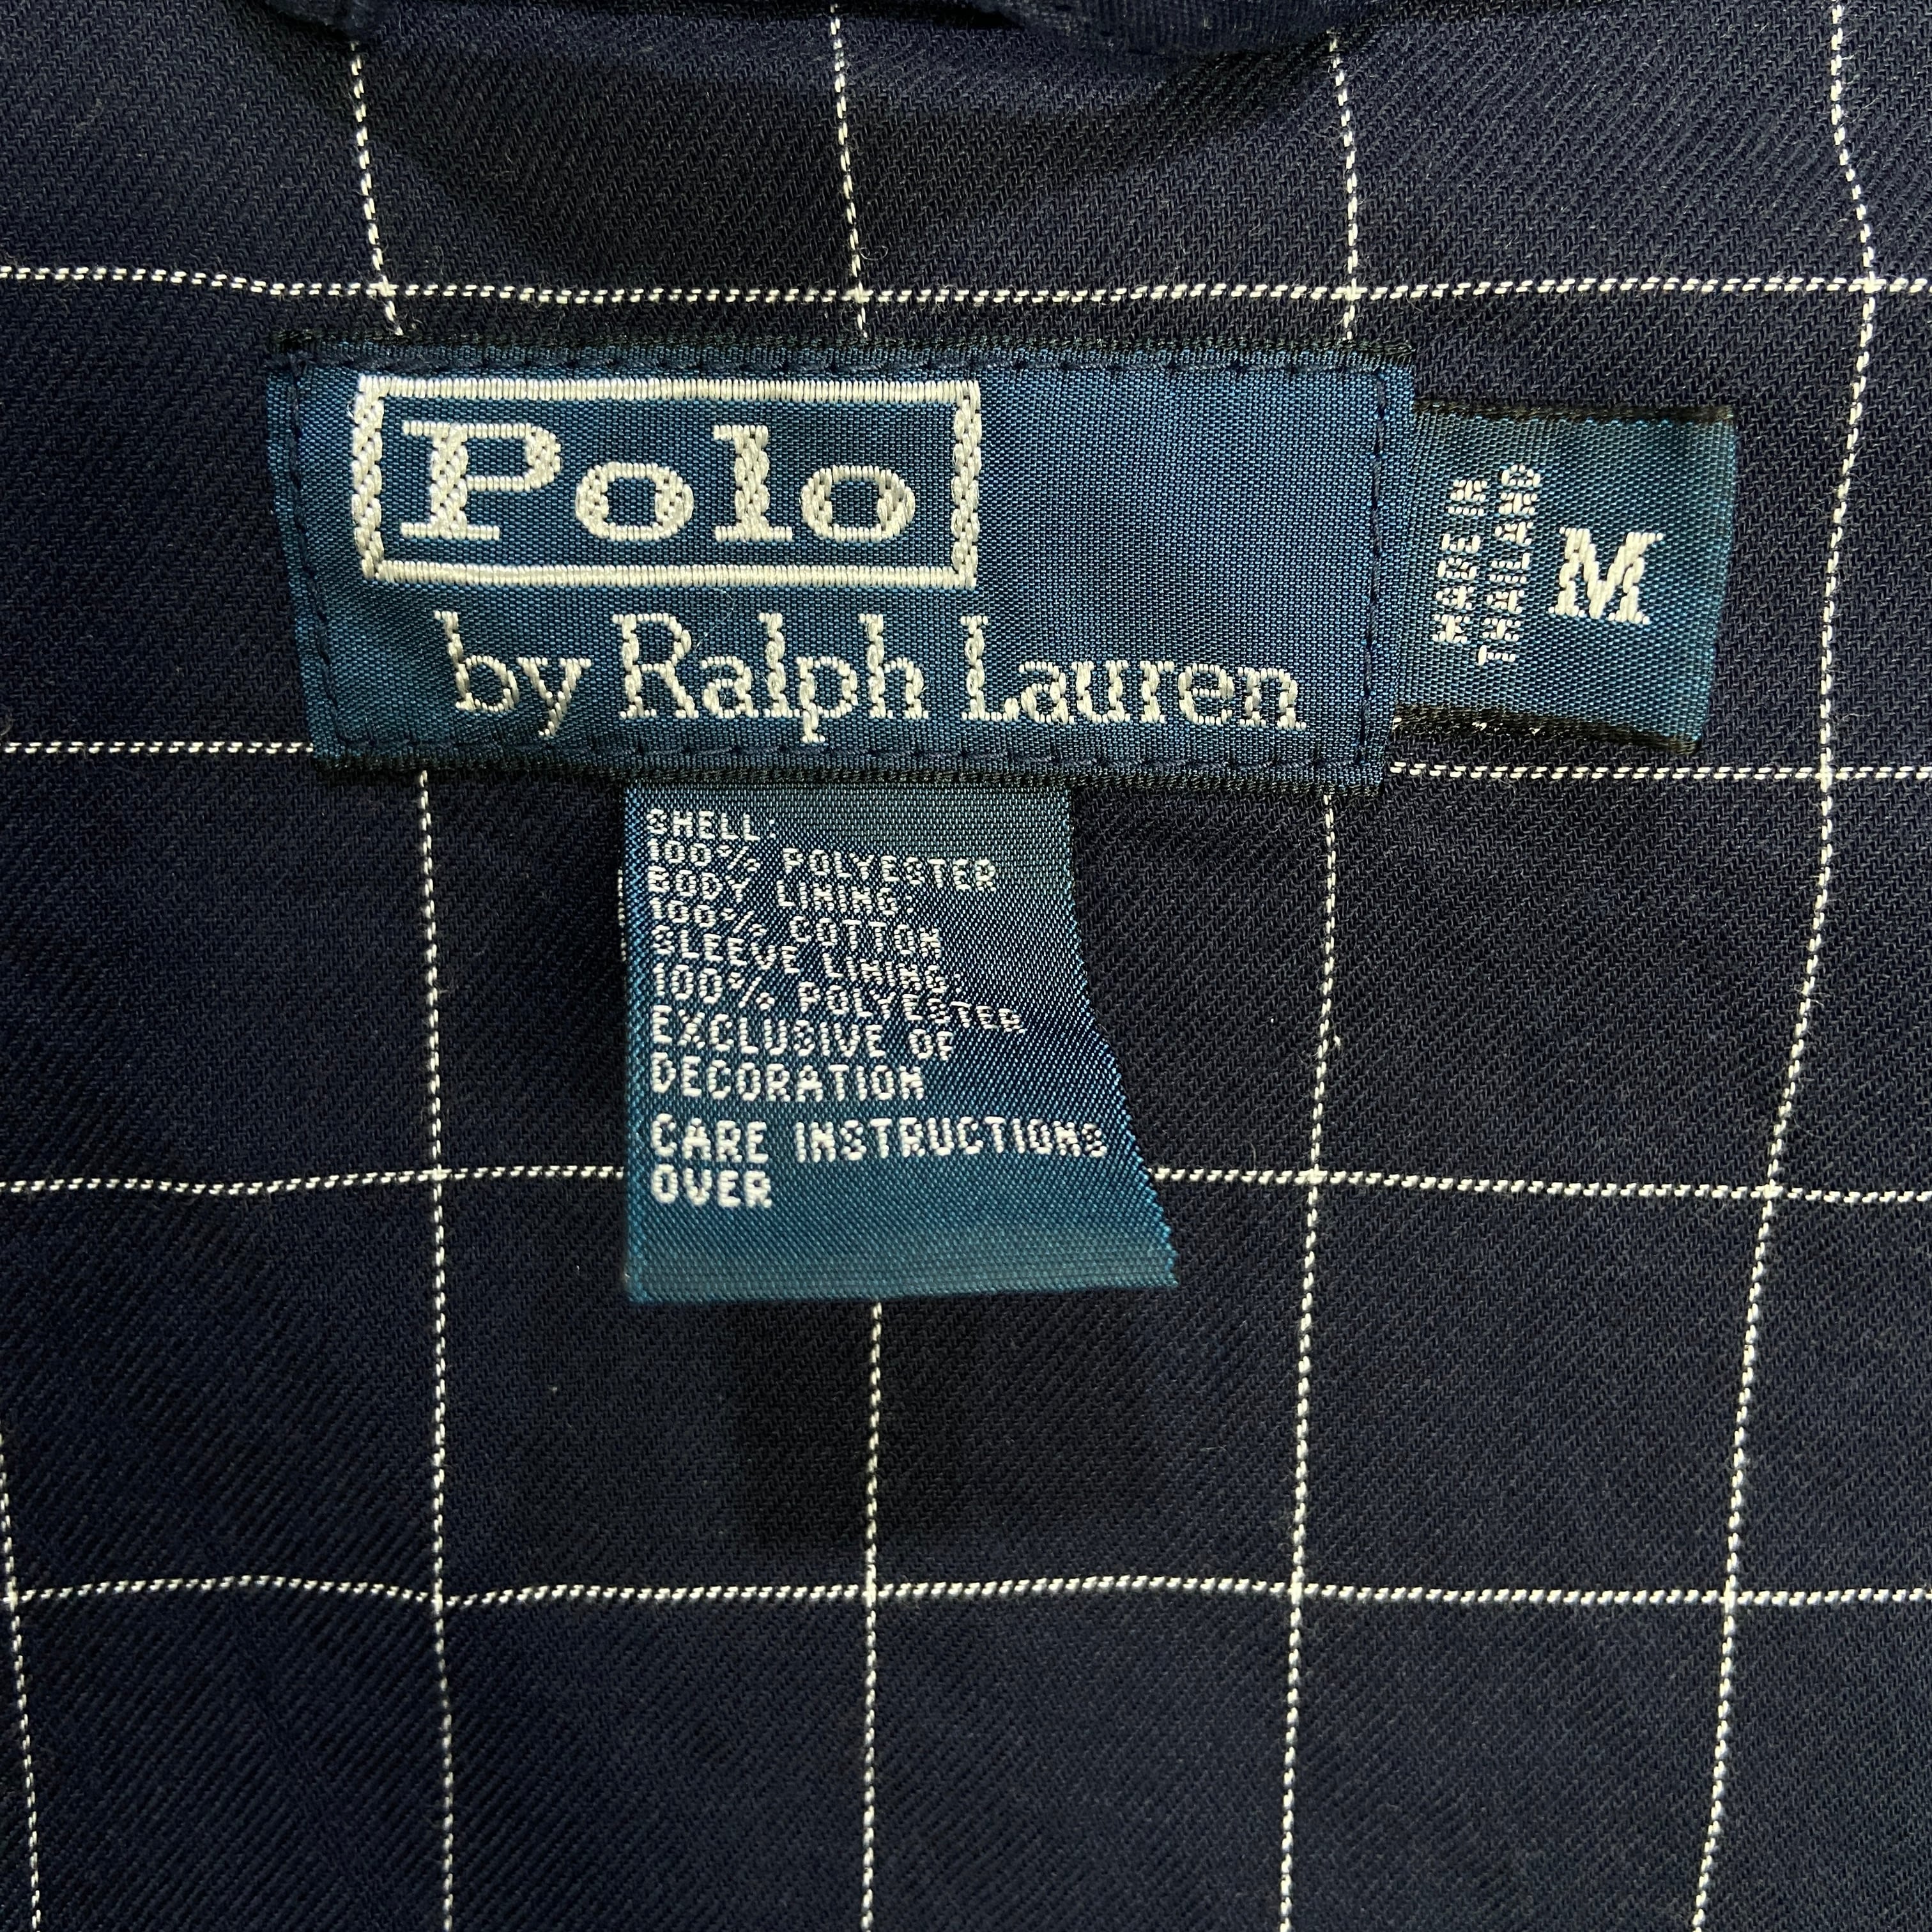 Polo
by Ralph Lauren
MADE IN
THAILAND
M
SHELL:
100% POLYESTER
BODY LINING:
100% COTTON
SLEEVE LINING:
100% POLYESTER
EXCLUSIVE OF
DECORATION
CARE INSTRUCTIONS
OVER